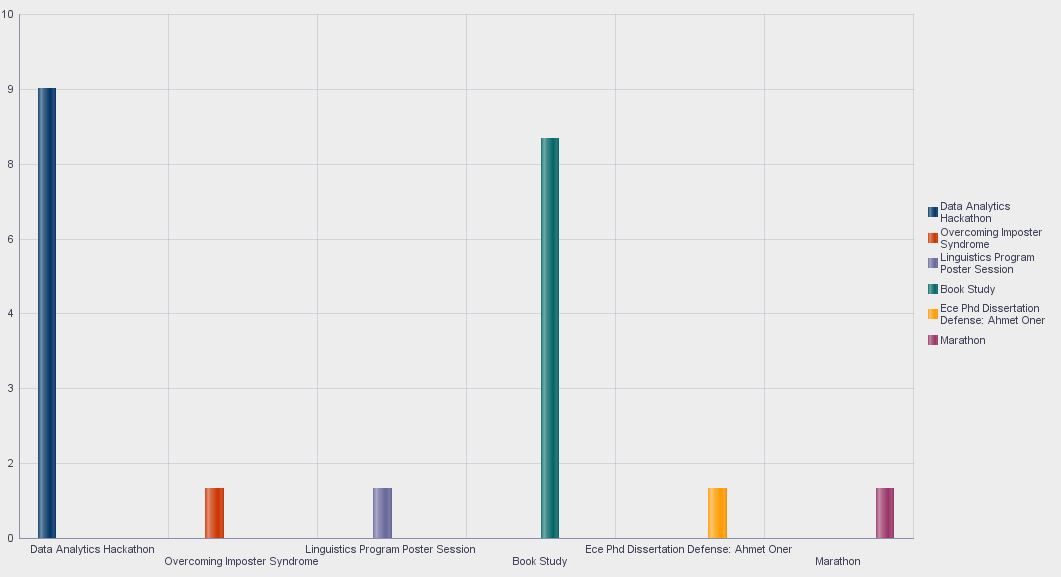 10
9
8
6
4
3
2
0
Data Analytics Hackathon
Overcoming Imposter Syndrome
Linguistics Program Poster Session
Book Study
Ece Phd Dissertation Defense: Ahmet Oner
Marathon
Data Analytics
Hackathon
Overcoming Imposter
Syndrome
Linguistics Program
Poster Session
Book Study
Ece Phd Dissertation
Defense: Ahmet Oner
Marathon